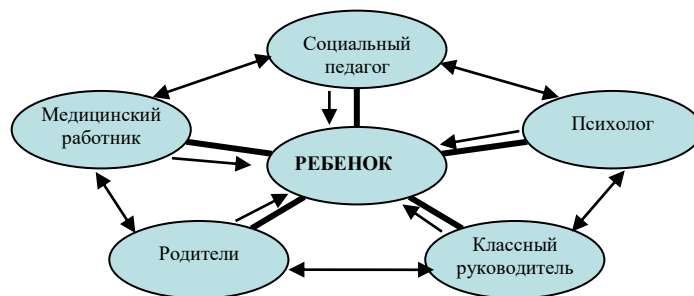 Социальный
педагог
Медицинский
работник
Психолог
РЕБЕНОК
Родители
Классный
руководитель